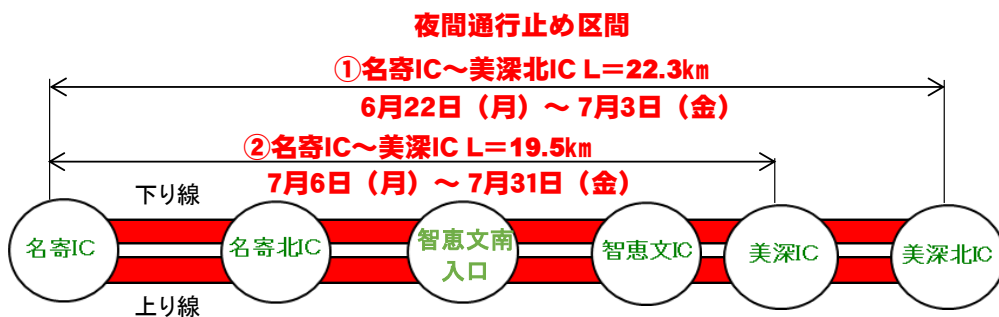 夜間通行止め区間
①名寄IC～美深北IC L＝22.3㎞
6月22日（月）～ 7月3日（金）
②名寄IC～美深IC L＝19.5㎞
7月6日（月）～ 7月31日（金）
下り線
名寄IC
名寄北IC
智恵文南
入口
智恵文IC
美深IC
美深北IC
上り線